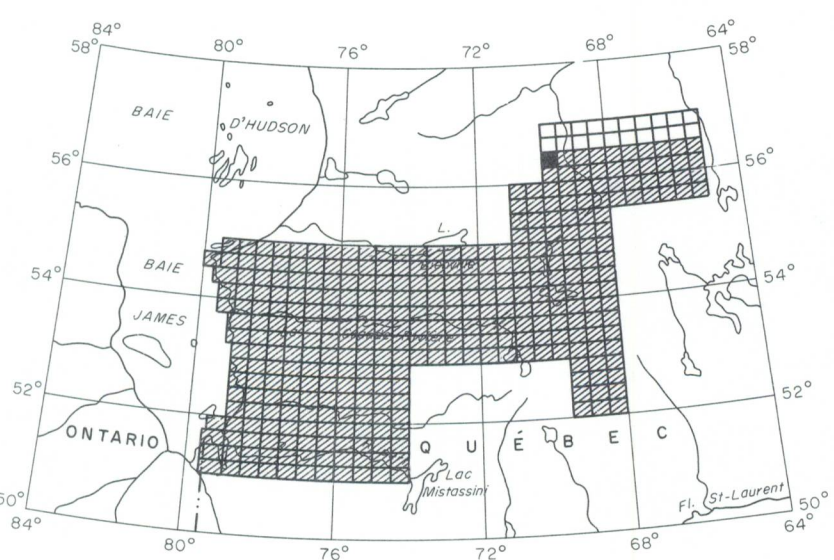 84° 80° 76° 72° 68° 64°
58° 58°
BAIE
D'HUDSON
56° 56°
L.
BAIE
54° 54°
JAMES
52° 52°
ONTARIO
QUÉBEC
Lac
Mistassini
Fl. St-Laurent
50°
84° 80° 76° 72° 68° 64°